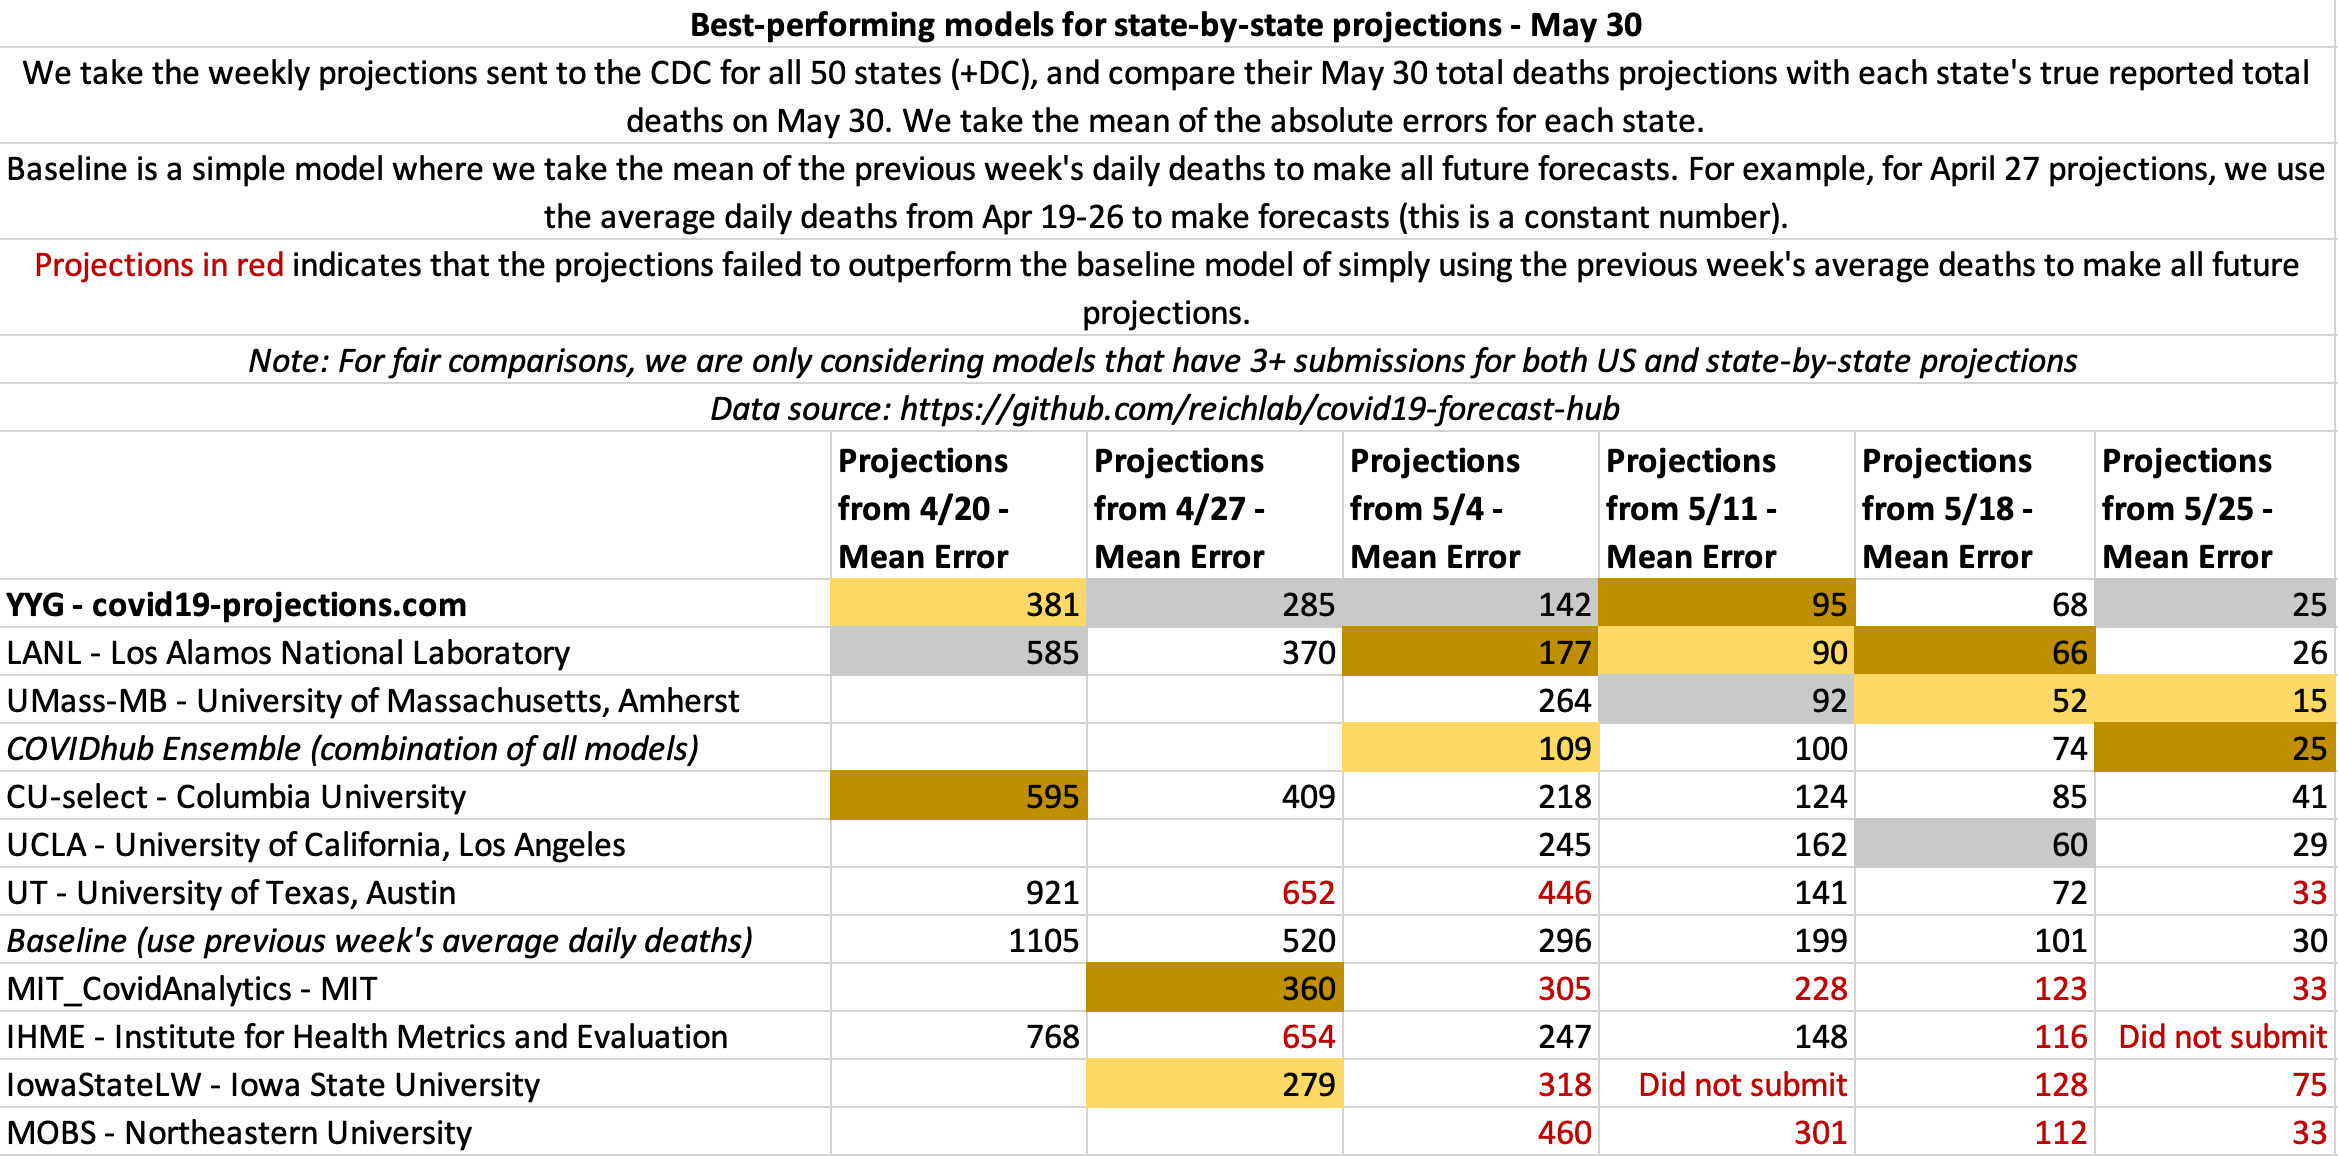 Best-performing models for state-by-state projections - May 30
We take the weekly projections sent to the CDC for all 50 states (+DC), and compare their May 30 total deaths projections with each state's true reported total
deaths on May 30. We take the mean of the absolute errors for each state.
Baseline is a simple model where we take the mean of the previous week's daily deaths to make all future forecasts. For example, for April 27 projections, we use
the average daily deaths from Apr 19-26 to make forecasts (this is a constant number).
Projections in red indicates that the projections failed to outperform the baseline model of simply using the previous week's average deaths to make all future
projections.
Note: For fair comparisons, we are only considering models that have 3+ submissions for both US and state-by-state projections
Data source: https://github.com/reichlab/covid19-forecast-hub
Projections Projections Projections Projections Projections Projections
from 4/20 - from 4/27 - from 5/4 - from 5/11 - from 5/18 - from 5/25 -
Mean Error Mean Error Mean Error Mean Error Mean Error Mean Error
YYG - covid19-projections.com 381 285 142 95 68 25
LANL - Los Alamos National Laboratory 585 370 177 90 66 26
UMass-MB - University of Massachusetts, Amherst 264 92 52 15
COVIDhub Ensemble (combination of all models) 109 100 74 25
CU-select - Columbia University 595 409 218 124 85 41
UCLA - University of California, Los Angeles 245 162 60 29
UT - University of Texas, Austin 921 652 446 141 72 33
Baseline (use previous week's average daily deaths) 1105 520 296 199 101 30
MIT_CovidAnalytics - MIT 360 305 228 123 33
IHME - Institute for Health Metrics and Evaluation 768 654 247 148 116 Did not submit
IowaStateLW - Iowa State University 279 318 Did not submit 128 75
MOBS - Northeastern University 460 301 112 33